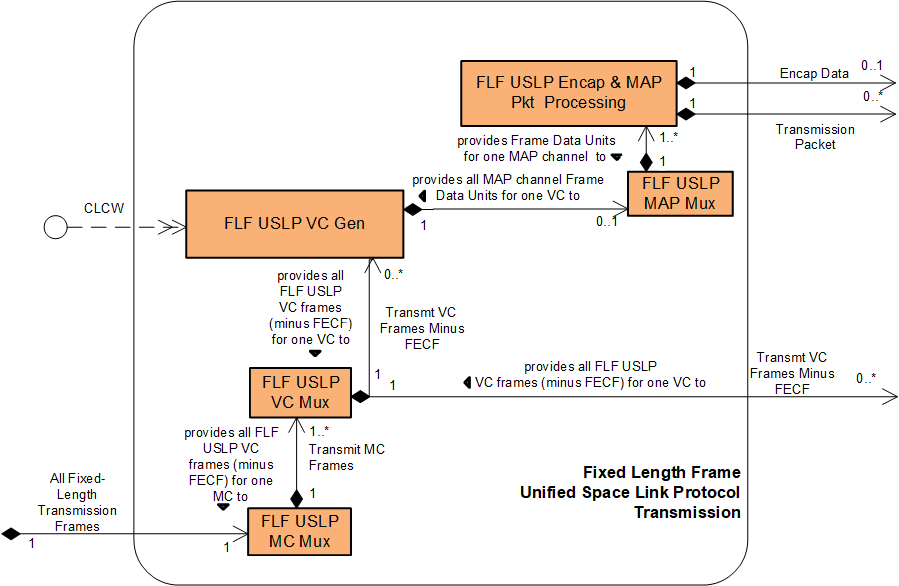 FLF USLP Encap & MAP
Pkt Processing
1
Encap Data
0..1
1
0..*
Transmission
Packet
provides Frame Data Units
for one MAP channel to
1..*
1
FLF USLP
MAP Mux
provides all MAP channel Frame
Data Units for one VC to
1
0..1
CLCW
FLF USLP VC Gen
0..*
provides all
FLF USLP
VC frames
(minus FECF)
for one VC to
Transmt VC
Frames Minus
FECF
1
1
provides all FLF USLP
VC frames (minus FECF) for one VC to
Transmt VC
Frames Minus
FECF
0..*
FLF USLP
VC Mux
1..*
provides all FLF
USLP VC
frames (minus
FECF) for one
MC to
Transmit MC
Frames
1
All Fixed-
Length
Transmission
Frames
1
1
FLF USLP
MC Mux
Fixed Length Frame
Unified Space Link Protocol
Transmission